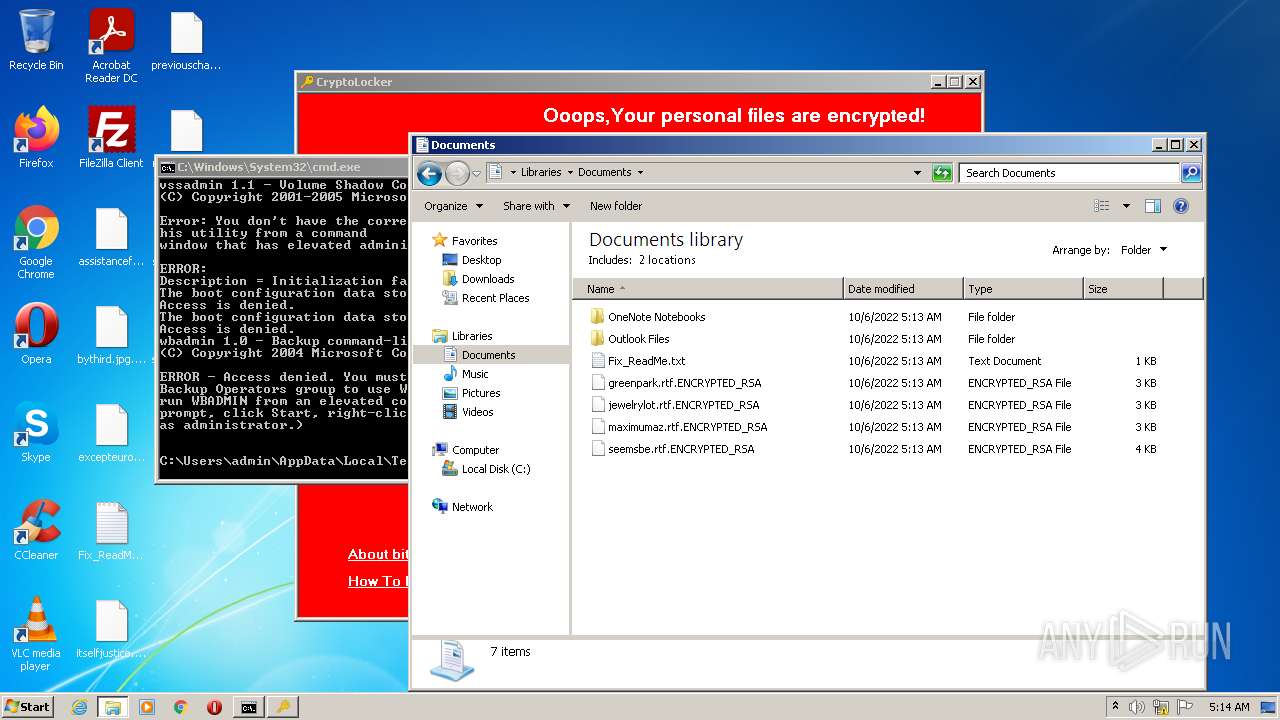 Recycle Bin
Acrobat
Reader DC
previouscha...
Firefox
FileZilla Client
Google
Chrome
assistancef...
Opera
bythird.jpg....
Skype
excepteuro...
CCleaner
Fix_ReadM...
VLC media
player
itselfjustice....
CryptoLocker
Ooops,Your personal files are encrypted!
About bit
How To
C:\Windows\System32\cmd.exe
vssadmin 1.1 - Volume Shadow Co
(C) Copyright 2001-2005 Microso
Error: You don't have the corre
his utility from a command
window that has elevated admini
ERROR:
Description = Initialization fa
The boot configuration data sto
Access is denied.
The boot configuration data sto
Access is denied.
wbadmin 1.0 - Backup command-li
(C) Copyright 2004 Microsoft Co
ERROR - Access denied. You must
Backup Operators group to use W
run WBADMIN from an elevated co
prompt, click Start, right-clic
as administrator.)
C:\Users\admin\AppData\Local\Te
Documents
Libraries
Documents
Search Documents
Organize
Share with
New folder
Favorites
Desktop
Downloads
Recent Places
Libraries
Documents
Music
Pictures
Videos
Computer
Local Disk (C:)
Network
Documents library
Includes: 2 locations
Arrange by: Folder
Name Date modified Type Size
OneNote Notebooks 10/6/2022 5:13 AM File folder
Outlook Files 10/6/2022 5:13 AM File folder
Fix_ReadMe.txt 10/6/2022 5:13 AM Text Document 1 KB
greenpark.rtf.ENCRYPTED_RSA 10/6/2022 5:13 AM ENCRYPTED_RSA File 3 KB
jewelrylot.rtf.ENCRYPTED_RSA 10/6/2022 5:13 AM ENCRYPTED_RSA File 3 KB
maximumaz.rtf.ENCRYPTED_RSA 10/6/2022 5:13 AM ENCRYPTED_RSA File 3 KB
seemsbe.rtf.ENCRYPTED_RSA 10/6/2022 5:13 AM ENCRYPTED_RSA File KB
7 items
ANY RUN
Start
5:14 AM